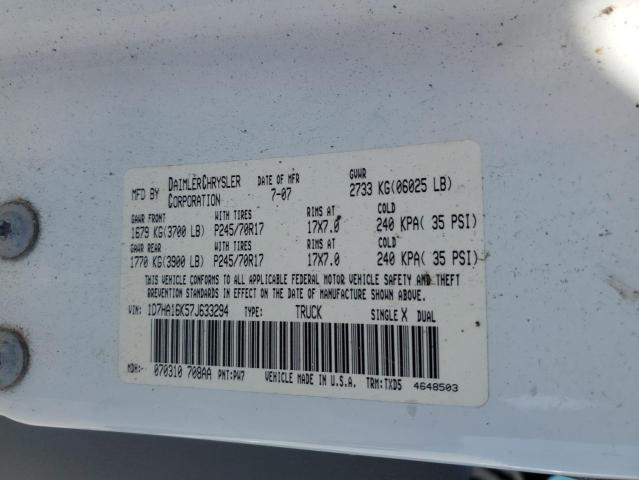 MFD BY DAIMLERCHRYSLER CORPORATION DATE OF MFR 7-07 GVWR 2733 KG(06025 LB)
GAWR FRONT WITH TIRES RIMS AT COLD
1679 KG(3700 LB) P245/70R17 17X7.0 240 KPA( 35 PSI)
GAWR REAR WITH TIRES RIMS AT COLD
1770 KG(3900 LB) P245/70R17 17X7.0 240 KPA( 35 PSI)
THIS VEHICLE CONFORMS TO ALL APPLICABLE FEDERAL MOTOR VEHICLE SAFETY AND THEFT
PREVENTION STANDARDS IN EFFECT ON THE DATE OF MANUFACTURE SHOWN ABOVE.
VIN: 1D7HA16K57J633294 TYPE: TRUCK SINGLE X DUAL
MDH: 070310 708AA PNT:PW7 VEHICLE MADE IN U.S.A. TRM:TXD5 4648503